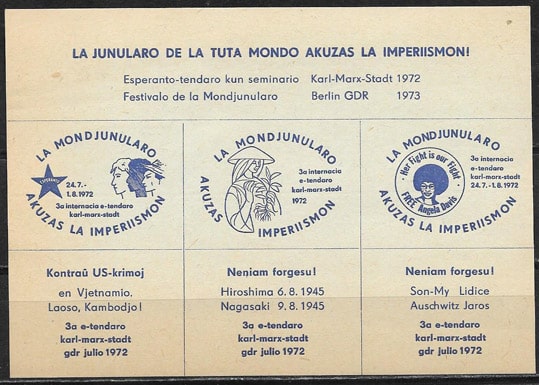 LA JUNULARO DE LA TUTA MONDO AKUZAS LA IMPERIISMON!
Esperanto-tendaro kun seminario Karl-Marx-Stadt 1972
Festivalo de la Mondjunularo Berlin GDR 1973
LA MONDJUNULARO
24.7.-
1.8.1972
3a internacia e-tendaro
karl-marx-stadt
AKUZAS LA IMPERIISMON
LA MONDJUNULARO
3a internacia
e-tendaro
karl-marx-stadt
1972
AKUZAS IMPERIISMON
LA MONDJUNULARO
Her Fight is our Fight
FREE Angela Davis
3a internacia
e-tendaro
karl-marx-stadt
24.7.-1.8.1972
AKUZAS LA IMPERIISMON
Kontraŭ US-krimoj
en Vjetnamio.
Laoso, Kambodjo!
3a e-tendaro
karl-marx-stadt
gdr julio 1972
Neniam forgesu!
Hiroshima 6.8.1945
Nagasaki 9.8.1945
3a e-tendaro
karl-marx-stadt
gdr julio 1972
Neniam forgesu!
Son-My Lidice
Auschwitz Jaros
3a e-tendaro
karl-marx-stadt
gdr julio 1972